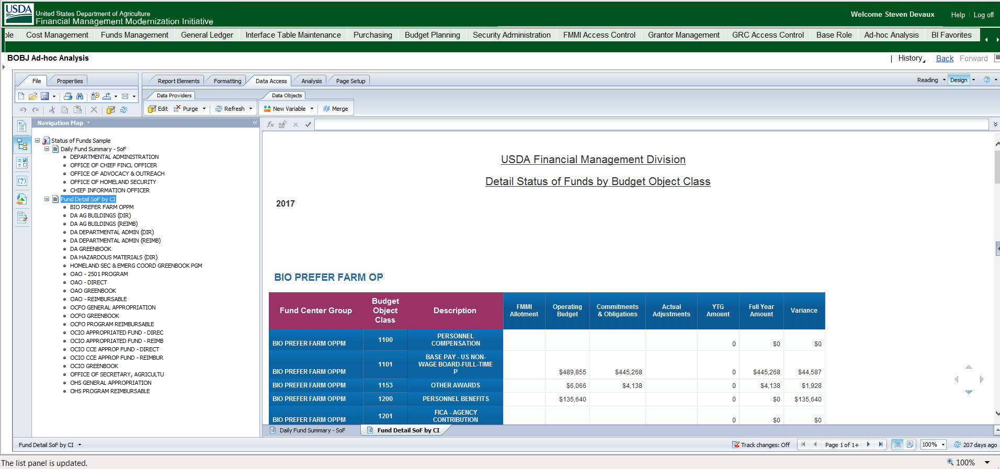 USDA
United States Department of Agriculture
Financial Management Modernization Initiative
Welcome Steven Devaux
Help
Log off
ole
Cost Management
Funds Management
General Ledger
Interface Table Maintenance
Purchasing
Budget Planning
Security Administration
FMMI Access Control
Grantor Management
GRC Access Control
Base Role
Ad-hoc Analysis
BI Favorites
BOBJ Ad-hoc Analysis
History
Back
Forward
File
Properties
Report Elements
Formatting
Data Access
Analysis
Page Setup
Reading
Design
Data Providers
Data Objects
Edit
Purge
Refresh
New Variable
Merge
Navigation Map
Status of Funds Sample
Daily Fund Summary - SoF
DEPARTMENTAL ADMINISTRATION
OFFICE OF CHIEF FINCL OFFICER
OFFICE OF ADVOCACY & OUTREACH
OFFICE OF HOMELAND SECURITY
CHIEF INFORMATION OFFICER
Fund Detail SoF by CI
BIO PREFER FARM OPPM
DA AG BUILDINGS (DIR)
DA AG BUILDINGS (REIMB)
DA DEPARTMENTAL ADMIN (DIR)
DA DEPARTMENTAL ADMIN (REIMB)
DA GREENBOOK
DA HAZARDOUS MATERIALS (DIR)
HOMELAND SEC & EMERG COORD GREENBOOK PGM
OAO - 2501 PROGRAM
OAO - DIRECT
OAO GREENBOOK
OAO - REIMBURSABLE
OCFO GENERAL APPROPRIATION
OCFO GREENBOOK
OCFO PROGRAM REIMBURSABLE
OCIO APPROPRIATED FUND - DIREC
OCIO APPROPRIATED FUND - REIMB
OCIO CCE APPROP FUND - DIRECT
OCIO CCE APPROP FUND - REIMBUR
OCIO GREENBOOK
OFFICE OF SECRETARY, AGRICULTU
OHS GENERAL APPROPRIATION
OHS PROGRAM REIMBURSABLE
fx
USDA Financial Management Division
Detail Status of Funds by Budget Object Class
2017
BIO PREFER FARM OP
Fund Center Group
Budget
Object
Class
Description
FMMI
Allotment
Operating
Budget
Commitments
& Obligations
Actual
Adjustments
YTG
Amount
Full Year
Amount
Variance
BIO PREFER FARM OPPM 1100 PERSONNEL
COMPENSATION 0 $0 $0
BIO PREFER FARM OPPM 1101 BASE PAY - US NON-
WAGE BOARD-FULL-TIME
P $489,855 $445,268 0 $445,268 $44,587
BIO PREFER FARM OPPM 1153 OTHER AWARDS $6,066 $4,138 0 $4,138 $1,928
BIO PREFER FARM OPPM 1200 PERSONNEL BENEFITS $135,640 0 $0 $135,640
BIO PREFER FARM OPPM 1201 FICA - AGENCY
CONTRIBUTION 0 $0 $0
Daily Fund Summary - SoF
Fund Detail SoF by CI
Fund Detail SoF by CI
Track changes: Off
Page 1 of 1+
100%
207 days ago
The list panel is updated.
100%